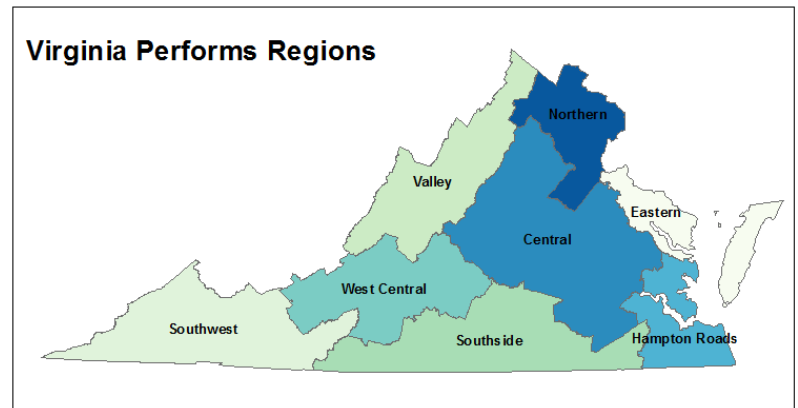 Virginia Performs Regions
Northern
Valley
Eastern
Central
West Central
Southwest
Southside
Hampton Roads